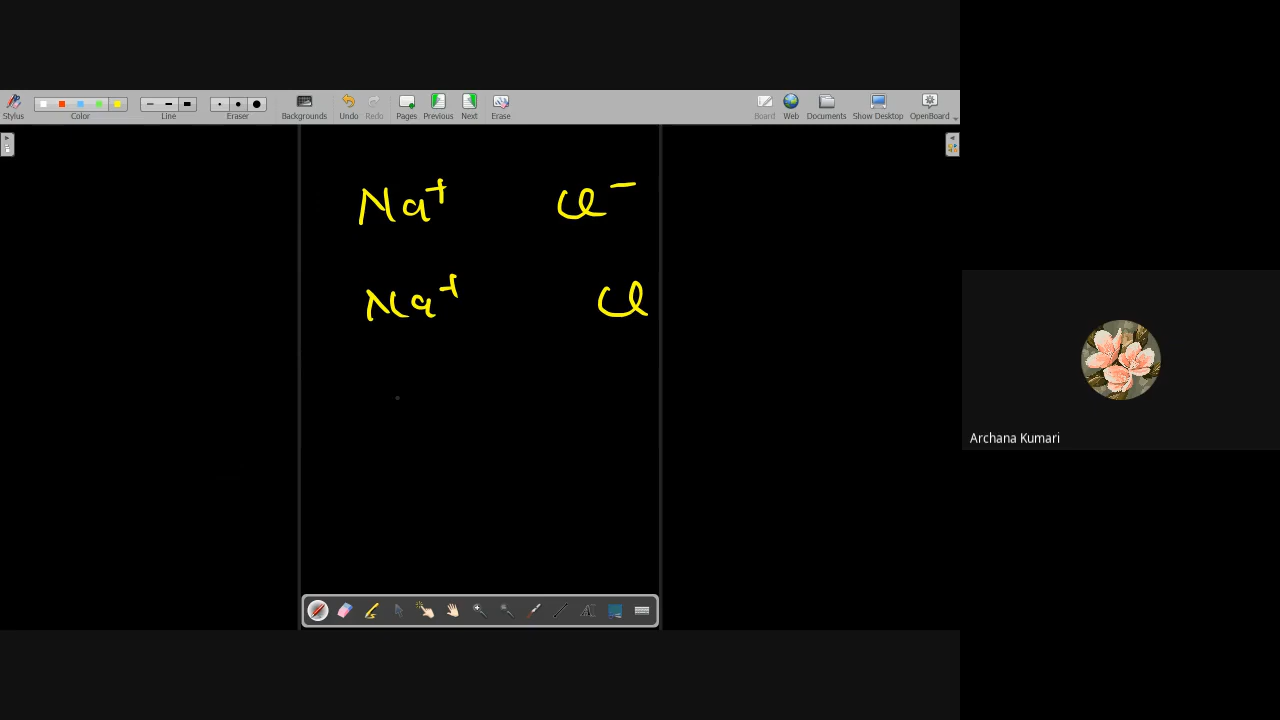 Stylus Color Line Eraser Backgrounds Undo Redo Pages Previous Next Erase Board Web Documents Show Desktop OpenBoard
Na⁺ Cl⁻
Na⁺ Cl
Archana Kumari